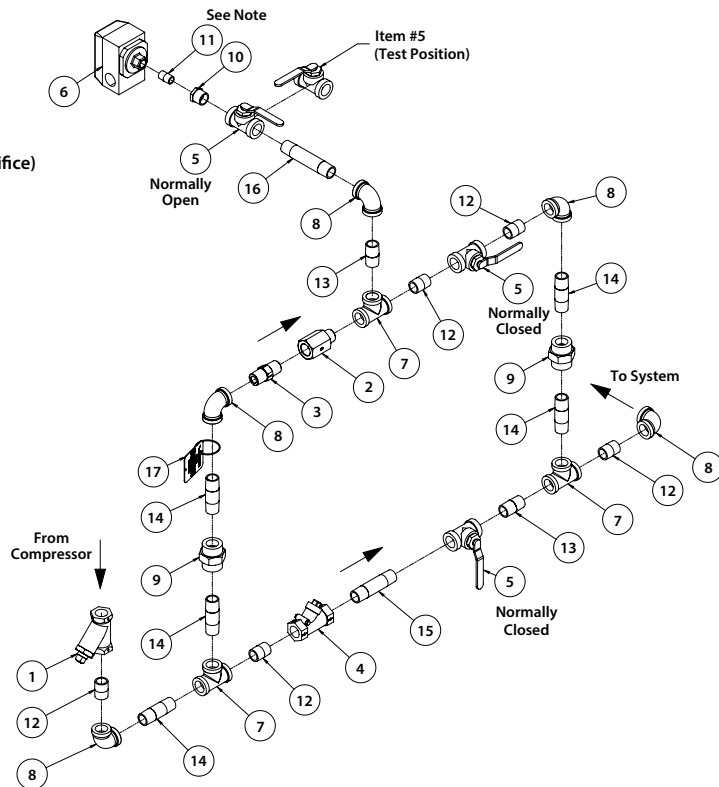 See Note
11
10
Item #5
(Test Position)
6
5
Normally
Open
ifice)
16
8
12
8
13
5
Normally
Closed
14
12
7
2
3
9
To System
8
14
17
8
12
7
14
13
From
Compressor
9
5
Normally
Closed
15
14
4
1
12
12
7
14
8